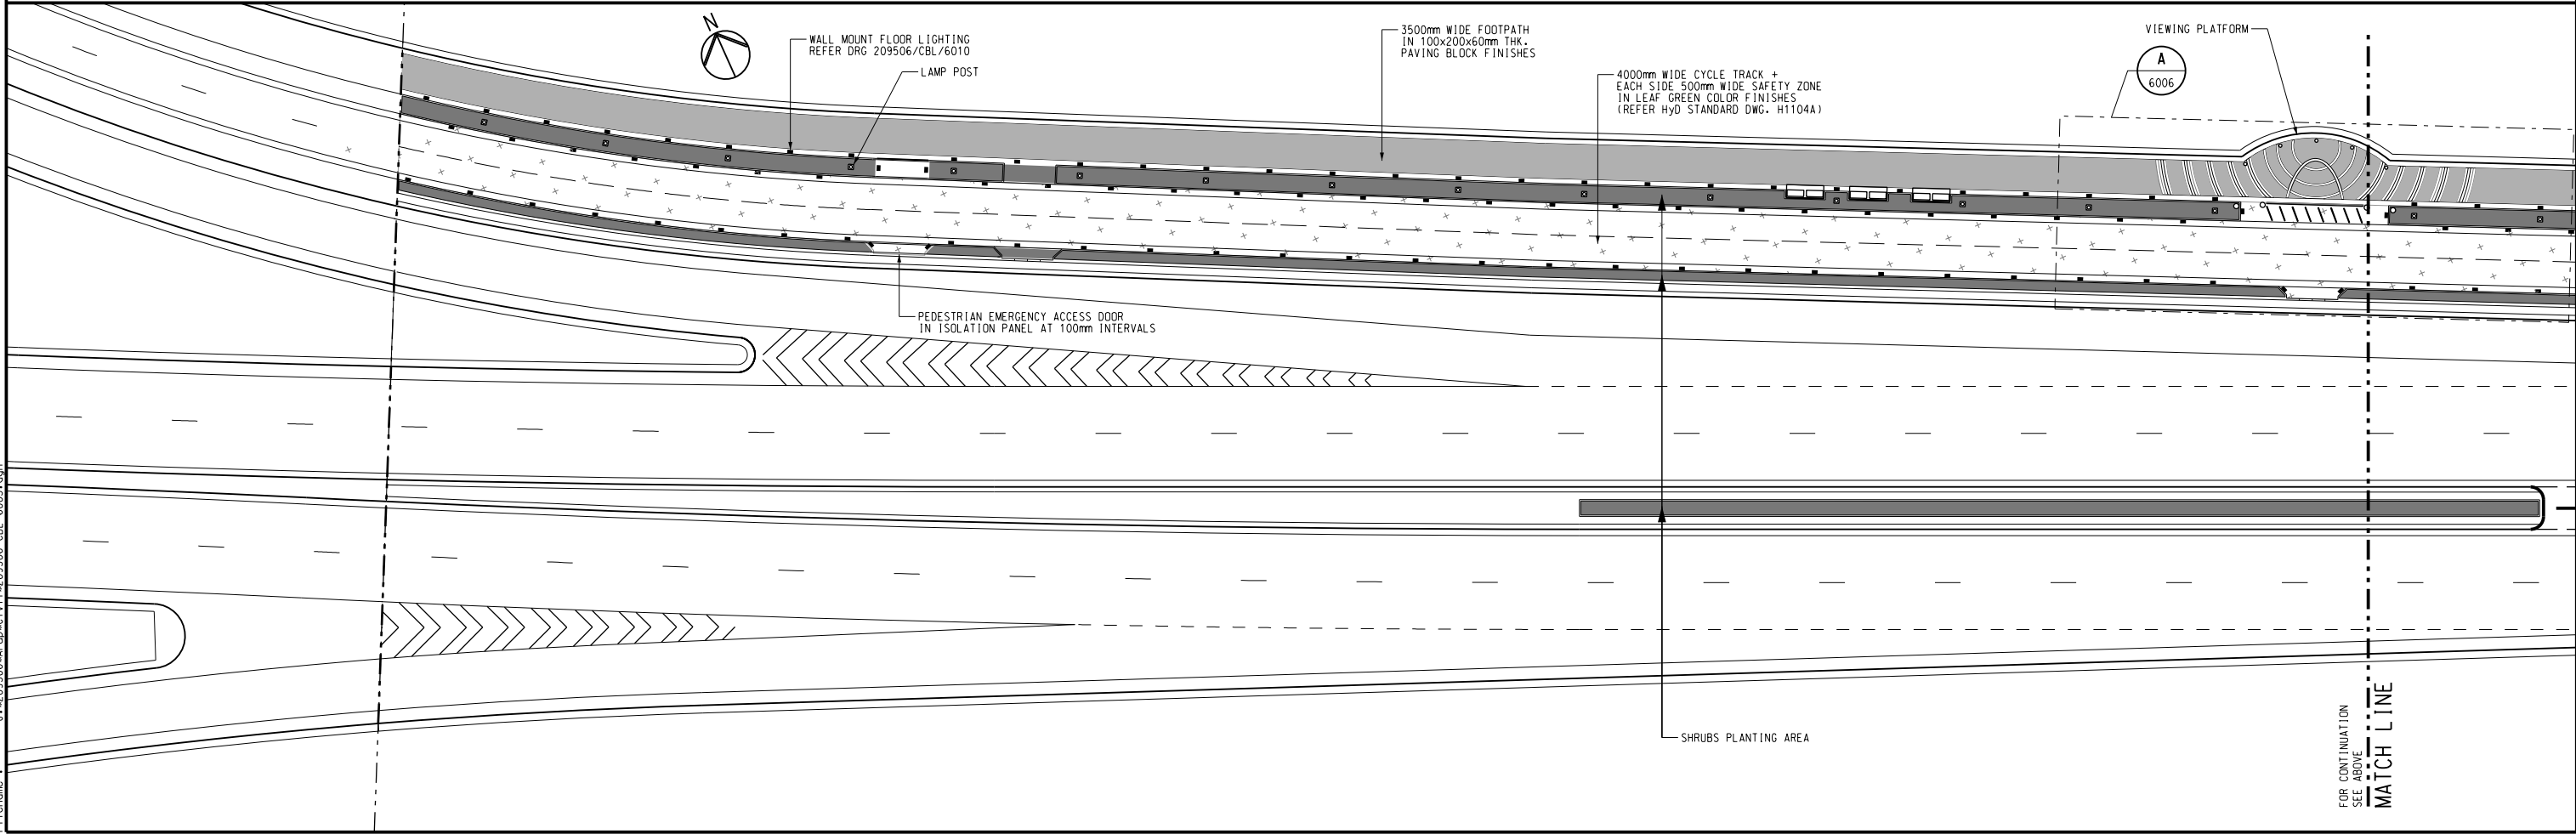 N
WALL MOUNT FLOOR LIGHTING
REFER DRG 209506/CBL/6010
LAMP POST
3500mm WIDE FOOTPATH
IN 100x200x60mm THK.
PAVING BLOCK FINISHES
4000mm WIDE CYCLE TRACK +
EACH SIDE 500mm WIDE SAFETY ZONE
IN LEAF GREEN COLOR FINISHES
(REFER HyD STANDARD DWG. H1104A)
VIEWING PLATFORM
A
6006
PEDESTRIAN EMERGENCY ACCESS DOOR
IN ISOLATION PANEL AT 100mm INTERVALS
SHRUBS PLANTING AREA
FOR CONTINUATION
SEE ABOVE
MATCH LINE